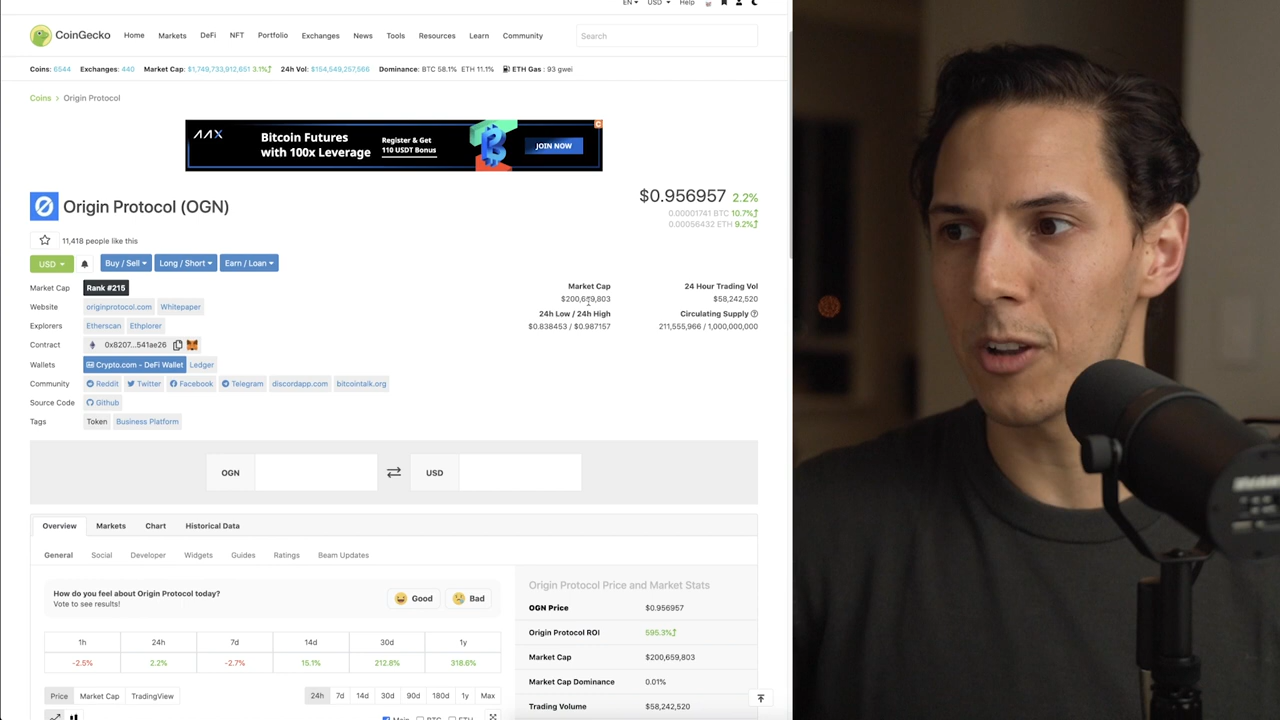 EN USD Help
CoinGecko Home Markets DeFi NFT Portfolio Exchanges News Tools Resources Learn Community Search
Coins: 6544 Exchanges: 440 Market Cap: $1,749,733,912,651 3.1% 24h Vol: $154,549,257,566 Dominance: BTC 58.1% ETH 11.1% ETH Gas: 93 gwei
Coins > Origin Protocol
AAX
Bitcoin Futures
with 100x Leverage
Register & Get
110 USDT Bonus
JOIN NOW
Origin Protocol (OGN)
$0.956957 2.2%
0.00001741 BTC 10.7%
0.00056432 ETH 9.2%
11,418 people like this
USD Buy / Sell Long / Short Earn / Loan
Market Cap Rank #215
Website originprotocol.com Whitepaper
Explorers Etherscan Ethplorer
Contract 0x8207...541ae26
Wallets Crypto.com - DeFi Wallet Ledger
Community Reddit Twitter Facebook Telegram discordapp.com bitcointalk.org
Source Code Github
Tags Token Business Platform
Market Cap
$200,659,803
24h Low / 24h High
$0.838453 / $0.987157
24 Hour Trading Vol
$58,242,520
Circulating Supply
211,555,966 / 1,000,000,000
OGN USD
Overview Markets Chart Historical Data
General Social Developer Widgets Guides Ratings Beam Updates
How do you feel about Origin Protocol today?
Vote to see results!
Good Bad
1h 24h 7d 14d 30d 1y
-2.5% 2.2% -2.7% 15.1% 212.8% 318.6%
Price Market Cap TradingView 24h 7d 14d 30d 90d 180d 1y Max
Origin Protocol Price and Market Stats
OGN Price $0.956957
Origin Protocol ROI 595.3%
Market Cap $200,659,803
Market Cap Dominance 0.01%
Trading Volume $58,242,520